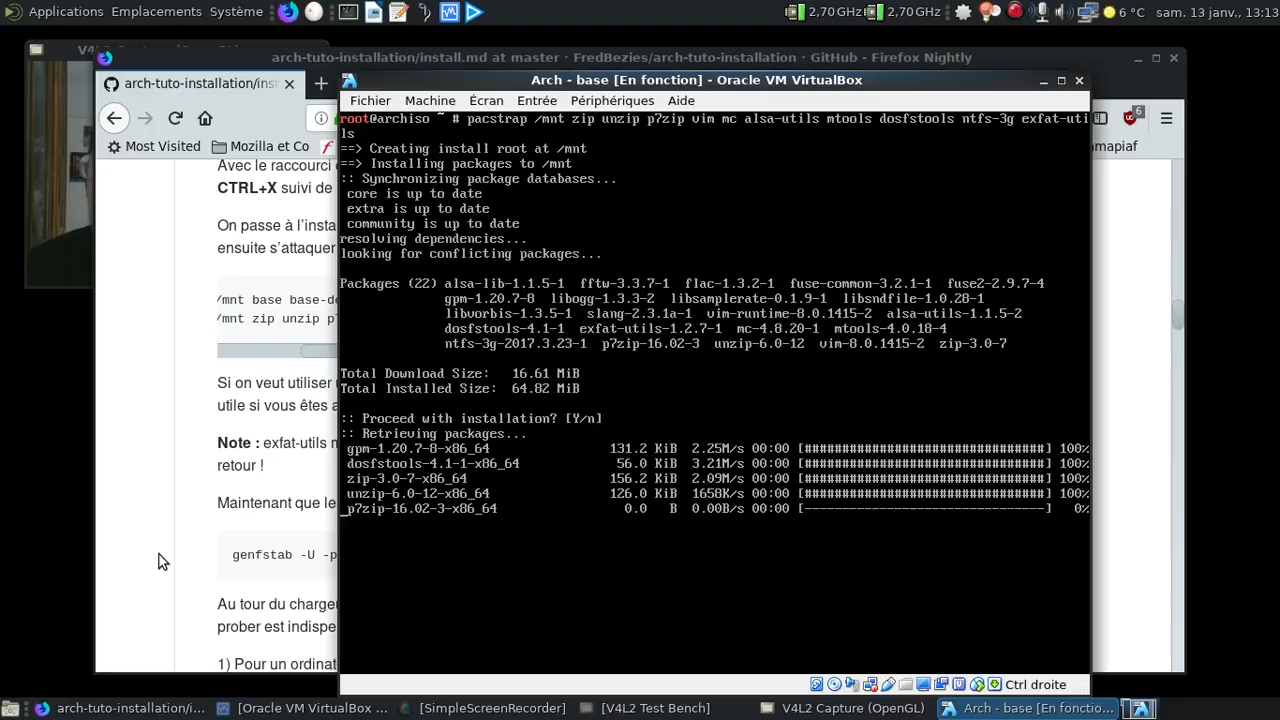 Applications Emplacements Système 2,70 GHz 2,70 GHz 6 °C sam. 13 janv., 13:13
arch-tuto-installation/install.md at master · FredBezies/arch-tuto-installation · GitHub - Firefox Nightly
arch-tuto-installation/inst
Most Visited Mozilla et Co
6
amapiaf
Avec le raccourci
CTRL+X suivi de
On passe à l'insta
ensuite s'attaquer
/mnt base base-de
/mnt zip unzip p7
Si on veut utiliser
utile si vous êtes a
Note : exfat-utils n
retour !
Maintenant que le
genfstab -U -p
Au tour du charger
prober est indispe
1) Pour un ordinat
Arch - base [En fonction] - Oracle VM VirtualBox
Fichier Machine Écran Entrée Périphériques Aide
root@archiso ~ # pacstrap /mnt zip unzip p7zip vim mc alsa-utils mtools dosfstools ntfs-3g exfat-uti
ls
==> Creating install root at /mnt
==> Installing packages to /mnt
:: Synchronizing package databases...
core is up to date
extra is up to date
community is up to date
resolving dependencies...
looking for conflicting packages...
Packages (22) alsa-lib-1.1.5-1 fftw-3.3.7-1 flac-1.3.2-1 fuse-common-3.2.1-1 fuse2-2.9.7-4
gpm-1.20.7-8 libogg-1.3.3-2 libsamplerate-0.1.9-1 libsndfile-1.0.28-1
libvorbis-1.3.5-1 slang-2.3.1a-1 vim-runtime-8.0.1415-2 alsa-utils-1.1.5-2
dosfstools-4.1-1 exfat-utils-1.2.7-1 mc-4.8.20-1 mtools-4.0.18-4
ntfs-3g-2017.3.23-1 p7zip-16.02-3 unzip-6.0-12 vim-8.0.1415-2 zip-3.0-7
Total Download Size: 16.61 MiB
Total Installed Size: 64.82 MiB
:: Proceed with installation? [Y/n]
:: Retrieving packages...
gpm-1.20.7-8-x86_64 131.2 KiB 2.25M/s 00:00 [##################################] 100%
dosfstools-4.1-1-x86_64 56.0 KiB 3.21M/s 00:00 [##################################] 100%
zip-3.0-7-x86_64 156.2 KiB 2.09M/s 00:00 [##################################] 100%
unzip-6.0-12-x86_64 126.0 KiB 1658K/s 00:00 [##################################] 100%
_p7zip-16.02-3-x86_64 0.0 B 0.00B/s 00:00 [----------------------------------] 0%
Ctrl droite
arch-tuto-installation/i... [Oracle VM VirtualBox ... [SimpleScreenRecorder] [V4L2 Test Bench] V4L2 Capture (OpenGL) Arch - base [En fonctio...